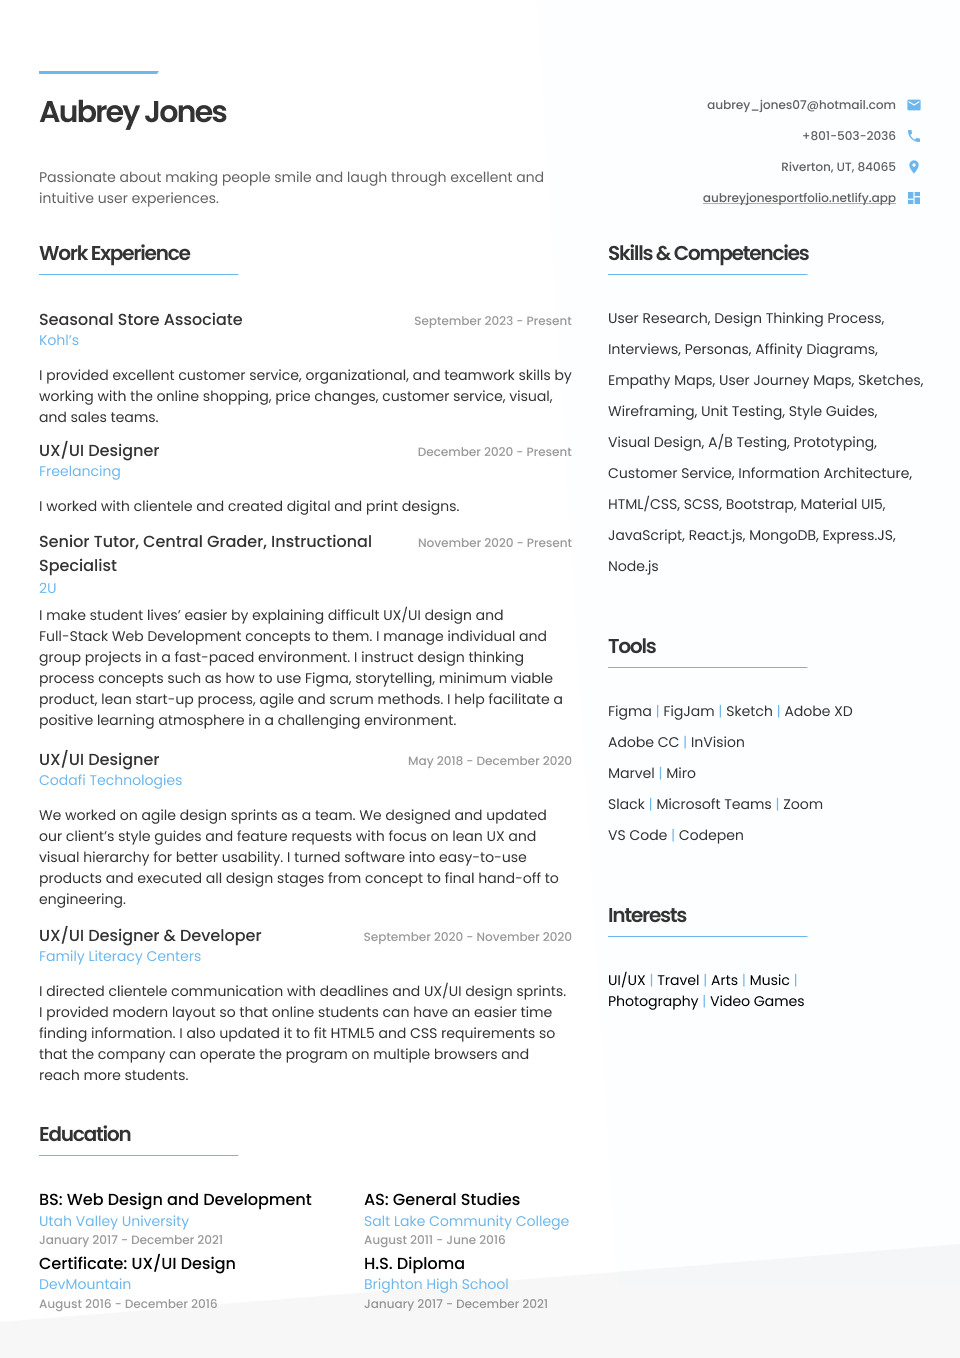 Aubrey Jones
aubrey_jones07@hotmail.com
+801-503-2036
Riverton, UT, 84065
aubreyjonesportfolio.netlify.app
Passionate about making people smile and laugh through excellent and
intuitive user experiences.
Work Experience
Seasonal Store Associate
September 2023 - Present
Kohl's
I provided excellent customer service, organizational, and teamwork skills by
working with the online shopping, price changes, customer service, visual,
and sales teams.
UX/UI Designer
December 2020 - Present
Freelancing
I worked with clientele and created digital and print designs.
Senior Tutor, Central Grader, Instructional
Specialist
November 2020 - Present
2U
I make student lives' easier by explaining difficult UX/UI design and
Full-Stack Web Development concepts to them. I manage individual and
group projects in a fast-paced environment. I instruct design thinking
process concepts such as how to use Figma, storytelling, minimum viable
product, lean start-up process, agile and scrum methods. I help facilitate a
positive learning atmosphere in a challenging environment.
UX/UI Designer
May 2018 - December 2020
Codafi Technologies
We worked on agile design sprints as a team. We designed and updated
our client's style guides and feature requests with focus on lean UX and
visual hierarchy for better usability. I turned software into easy-to-use
products and executed all design stages from concept to final hand-off to
engineering.
UX/UI Designer & Developer
September 2020 - November 2020
Family Literacy Centers
I directed clientele communication with deadlines and UX/UI design sprints.
I provided modern layout so that online students can have an easier time
finding information. I also updated it to fit HTML5 and CSS requirements so
that the company can operate the program on multiple browsers and
reach more students.
Education
BS: Web Design and Development
Utah Valley University
January 2017 - December 2021
Certificate: UX/UI Design
DevMountain
August 2016 - December 2016
AS: General Studies
Salt Lake Community College
August 2011 - June 2016
H.S. Diploma
Brighton High School
January 2017 - December 2021
Skills & Competencies
User Research, Design Thinking Process,
Interviews, Personas, Affinity Diagrams,
Empathy Maps, User Journey Maps, Sketches,
Wireframing, Unit Testing, Style Guides,
Visual Design, A/B Testing, Prototyping,
Customer Service, Information Architecture,
HTML/CSS, SCSS, Bootstrap, Material UI5,
JavaScript, React.js, MongoDB, Express.JS,
Node.js
Tools
Figma | FigJam | Sketch | Adobe XD
Adobe CC | InVision
Marvel | Miro
Slack | Microsoft Teams | Zoom
VS Code | Codepen
Interests
UI/UX | Travel | Arts | Music |
Photography | Video Games